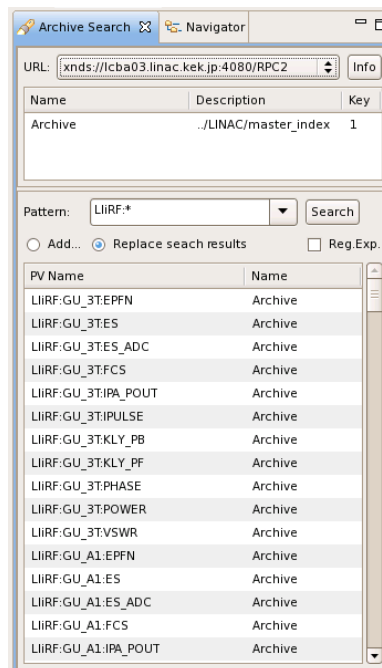 Archive Search Navigator
URL: xnds://lcba03.linac.kek.jp:4080/RPC2 Info
Name Description Key
Archive ../LINAC/master_index 1
Pattern: LIiRF:* Search
Add... Replace seach results Reg.Exp.
PV Name Name
LIiRF:GU_3T:EPFN Archive
LIiRF:GU_3T:ES Archive
LIiRF:GU_3T:ES_ADC Archive
LIiRF:GU_3T:FCS Archive
LIiRF:GU_3T:IPA_POUT Archive
LIiRF:GU_3T:IPULSE Archive
LIiRF:GU_3T:KLY_PB Archive
LIiRF:GU_3T:KLY_PF Archive
LIiRF:GU_3T:PHASE Archive
LIiRF:GU_3T:POWER Archive
LIiRF:GU_3T:VSWR Archive
LIiRF:GU_A1:EPFN Archive
LIiRF:GU_A1:ES Archive
LIiRF:GU_A1:ES_ADC Archive
LIiRF:GU_A1:FCS Archive
LIiRF:GU_A1:IPA_POUT Archive